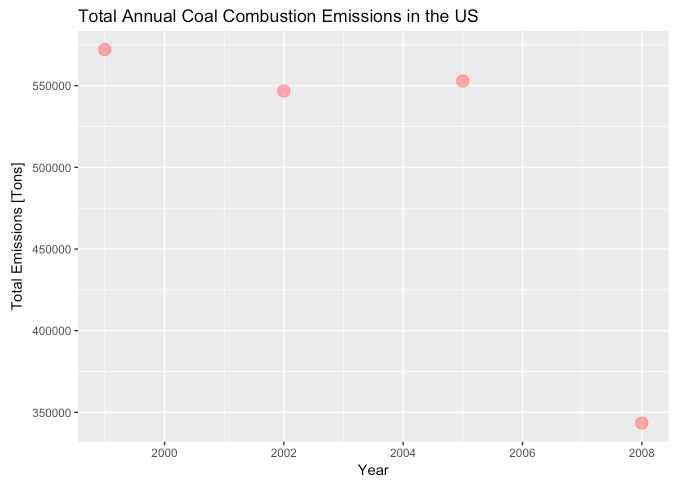 Total Annual Coal Combustion Emissions in the US
Total Emissions [Tons]
550000
500000
450000
400000
350000
2000 2002 2004 2006 2008
Year